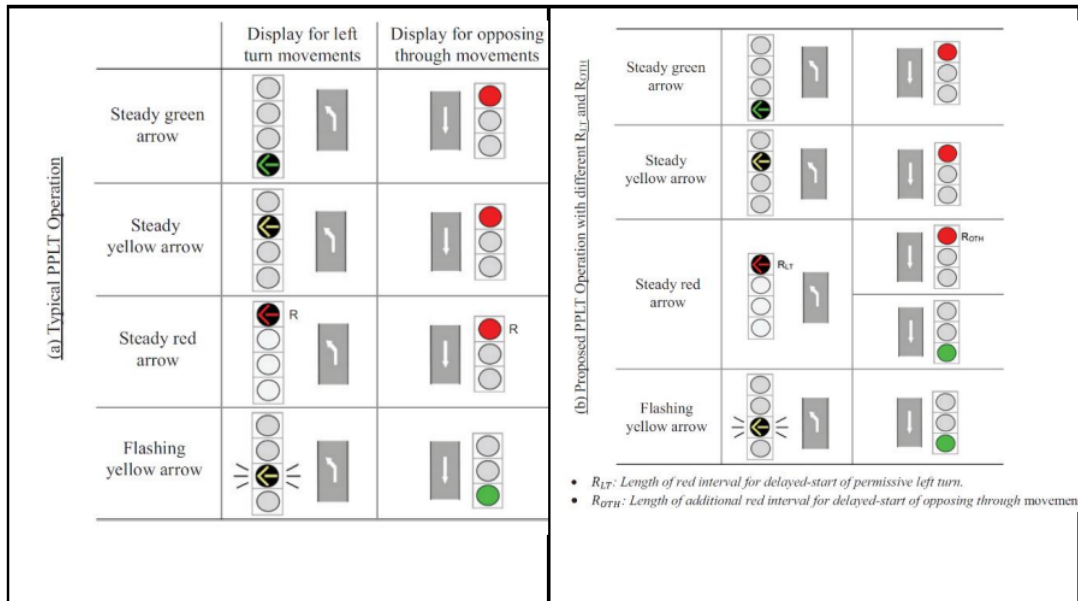 (a) Typical PPLT Operation
Display for left
turn movements
Display for opposing
through movements
Steady green
arrow
Steady
yellow arrow
Steady red
arrow
R
R
Flashing
yellow arrow
(b) Proposed PPLT Operation with different RLT and ROTH
Steady green
arrow
Steady
yellow arrow
Steady red
arrow
RLT
ROTH
Flashing
yellow arrow
• RLT: Length of red interval for delayed-start of permissive left turn.
• ROTH: Length of additional red interval for delayed-start of opposing through movemen